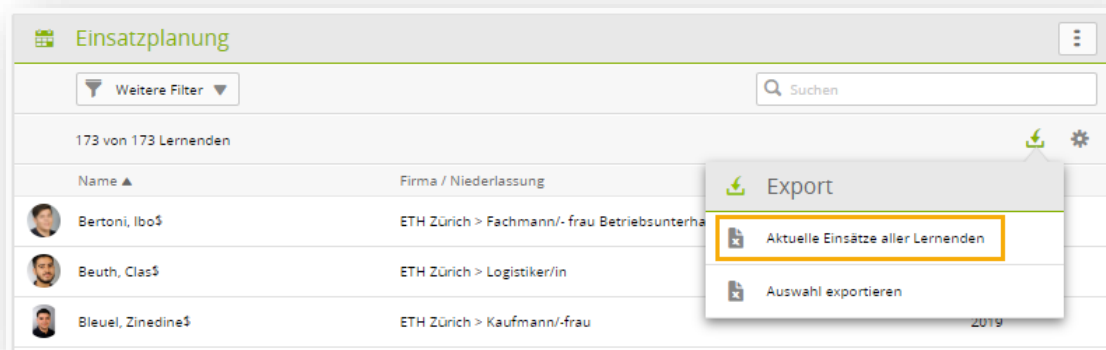 Einsatzplanung
Weitere Filter
Suchen
173 von 173 Lernenden
Name Firma / Niederlassung
Export
Bertoni, Ibo$ ETH Zürich > Fachmann/- frau Betriebsunterha
Aktuelle Einsätze aller Lernenden
Beuth, Clas$ ETH Zürich > Logistiker/in
Auswahl exportieren
Bleuel, Zinedine$ ETH Zürich > Kaufmann/-frau 2019